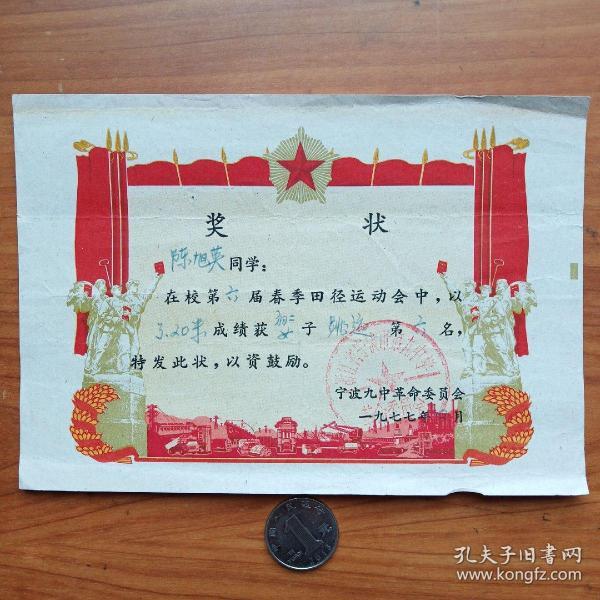 奖状
陈旭英同学：
在校第六届春季田径运动会中，以
3.20米成绩获 子跳远第六名，
特发此状，以资鼓励。
宁波九中革命委员会
一九七七年 月
孔夫子旧书网
www.kongfz.com